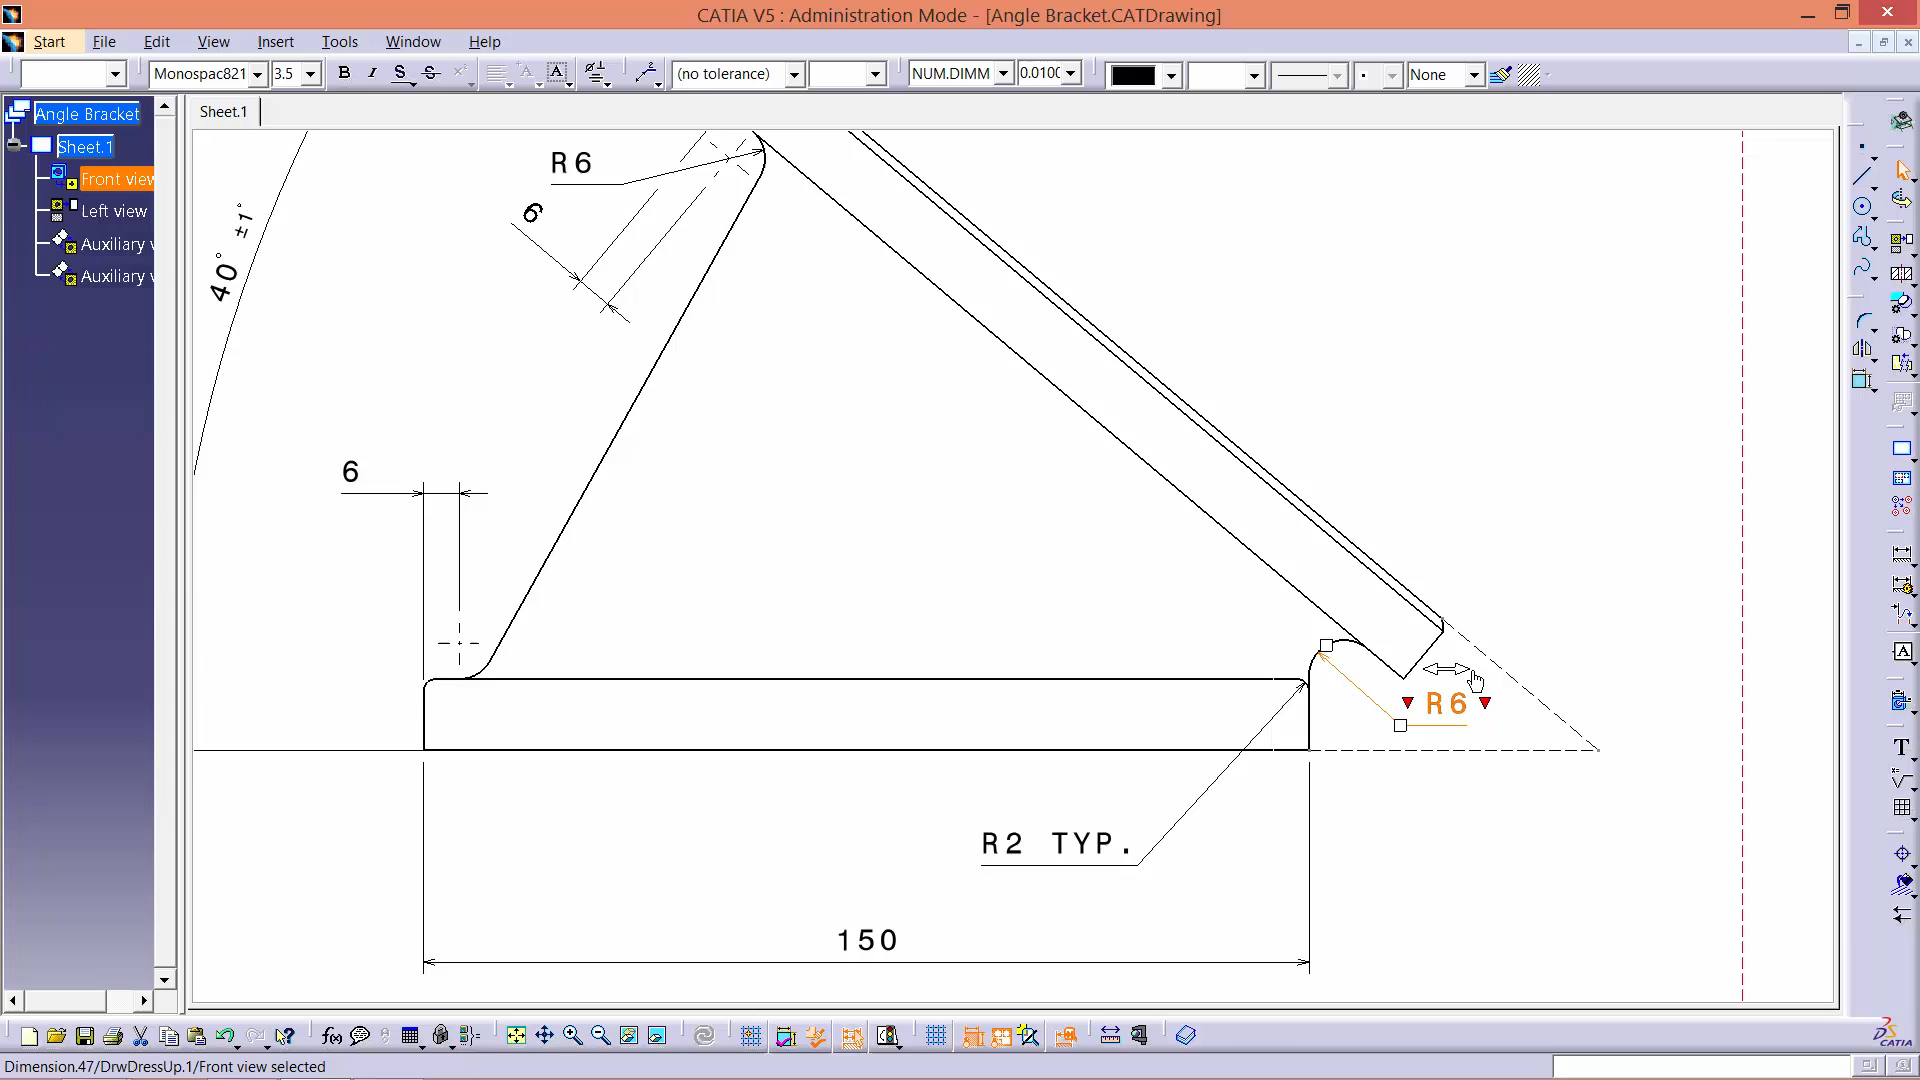 CATIA V5 : Administration Mode - [Angle Bracket.CATDrawing]
Start File Edit View Insert Tools Window Help
Monospac821 3.5 B I S S (no tolerance) NUM.DIMM 0.010 None
Angle Bracket
Sheet.1
Front view
Left view
Auxiliary v
Auxiliary v
Sheet.1
R6
6
40° ±1°
6
R6
R2 TYP.
150
f(x)
CATIA
Dimension.47/DrwDressUp.1/Front view selected